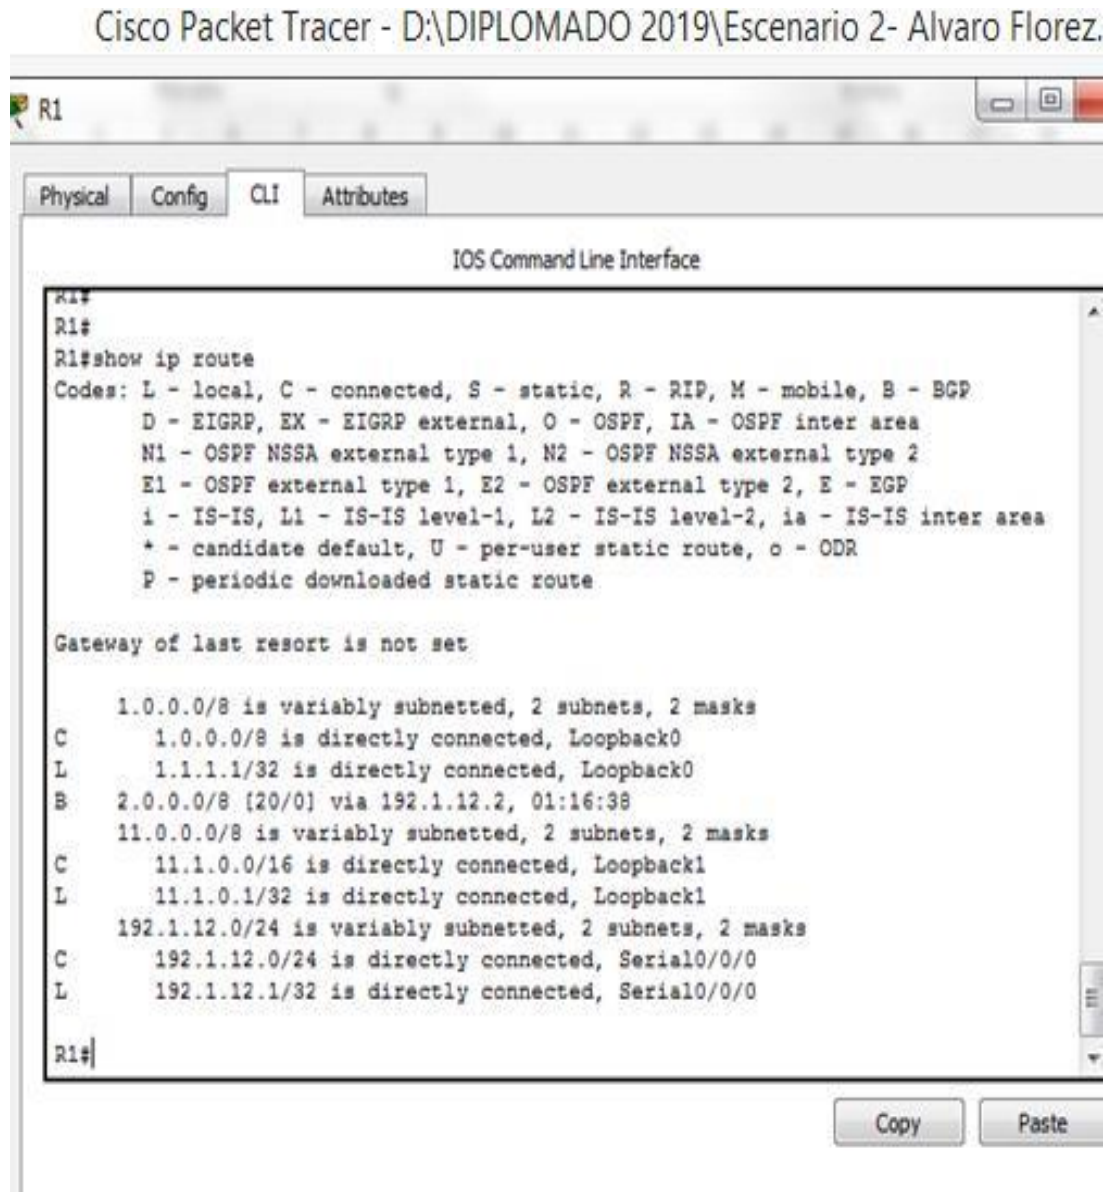 Cisco Packet Tracer - D:\DIPLOMADO 2019\Escenario 2- Alvaro Florez.
R1
Physical Config CLI Attributes
IOS Command Line Interface
R1#
R1#
R1#show ip route
Codes: L - local, C - connected, S - static, R - RIP, M - mobile, B - BGP
D - EIGRP, EX - EIGRP external, O - OSPF, IA - OSPF inter area
N1 - OSPF NSSA external type 1, N2 - OSPF NSSA external type 2
E1 - OSPF external type 1, E2 - OSPF external type 2, E - EGP
i - IS-IS, L1 - IS-IS level-1, L2 - IS-IS level-2, ia - IS-IS inter area
* - candidate default, U - per-user static route, o - ODR
P - periodic downloaded static route
Gateway of last resort is not set
1.0.0.0/8 is variably subnetted, 2 subnets, 2 masks
C 1.0.0.0/8 is directly connected, Loopback0
L 1.1.1.1/32 is directly connected, Loopback0
B 2.0.0.0/8 [20/0] via 192.1.12.2, 01:16:38
11.0.0.0/8 is variably subnetted, 2 subnets, 2 masks
C 11.1.0.0/16 is directly connected, Loopback1
L 11.1.0.1/32 is directly connected, Loopback1
192.1.12.0/24 is variably subnetted, 2 subnets, 2 masks
C 192.1.12.0/24 is directly connected, Serial0/0/0
L 192.1.12.1/32 is directly connected, Serial0/0/0
R1#
Copy Paste